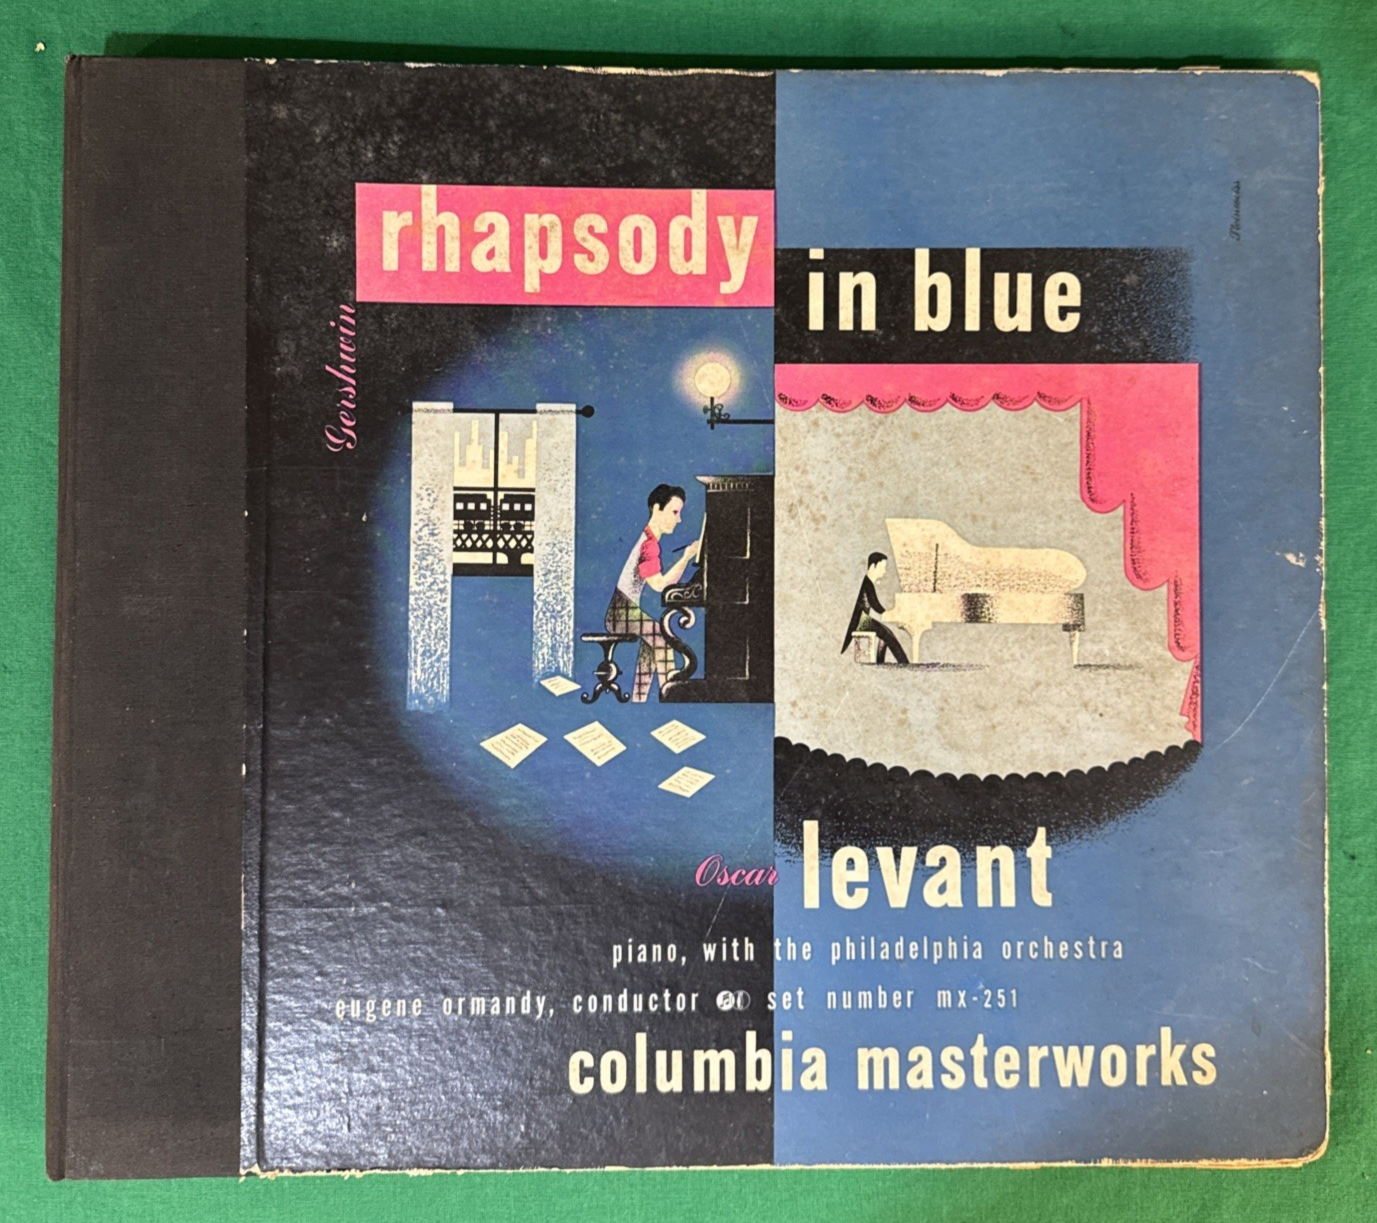 rhapsody
in blue
Gershwin
Steinweiss
Oscar levant
piano, with the philadelphia orchestra
eugene ormandy, conductor set number mx-251
columbia masterworks